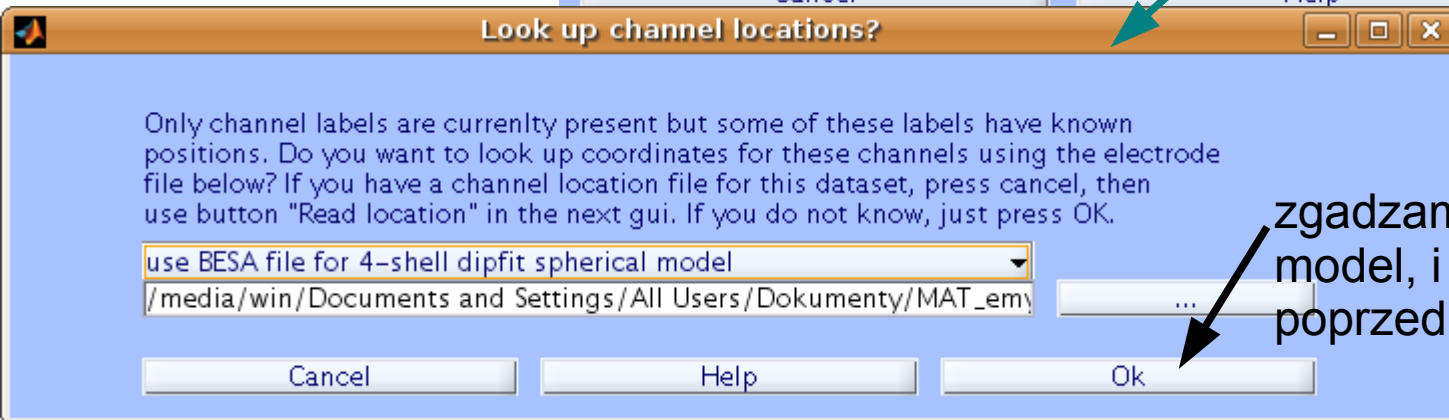 Look up channel locations?
Only channel labels are currenlty present but some of these labels have known
positions. Do you want to look up coordinates for these channels using the electrode
file below? If you have a channel location file for this dataset, press cancel, then
use button "Read location" in the next gui. If you do not know, just press OK.
use BESA file for 4-shell dipfit spherical model
/media/win/Documents and Settings/All Users/Dokumenty/MAT_emy
...
Cancel
Help
Ok
zgadzam
model, i
poprzed